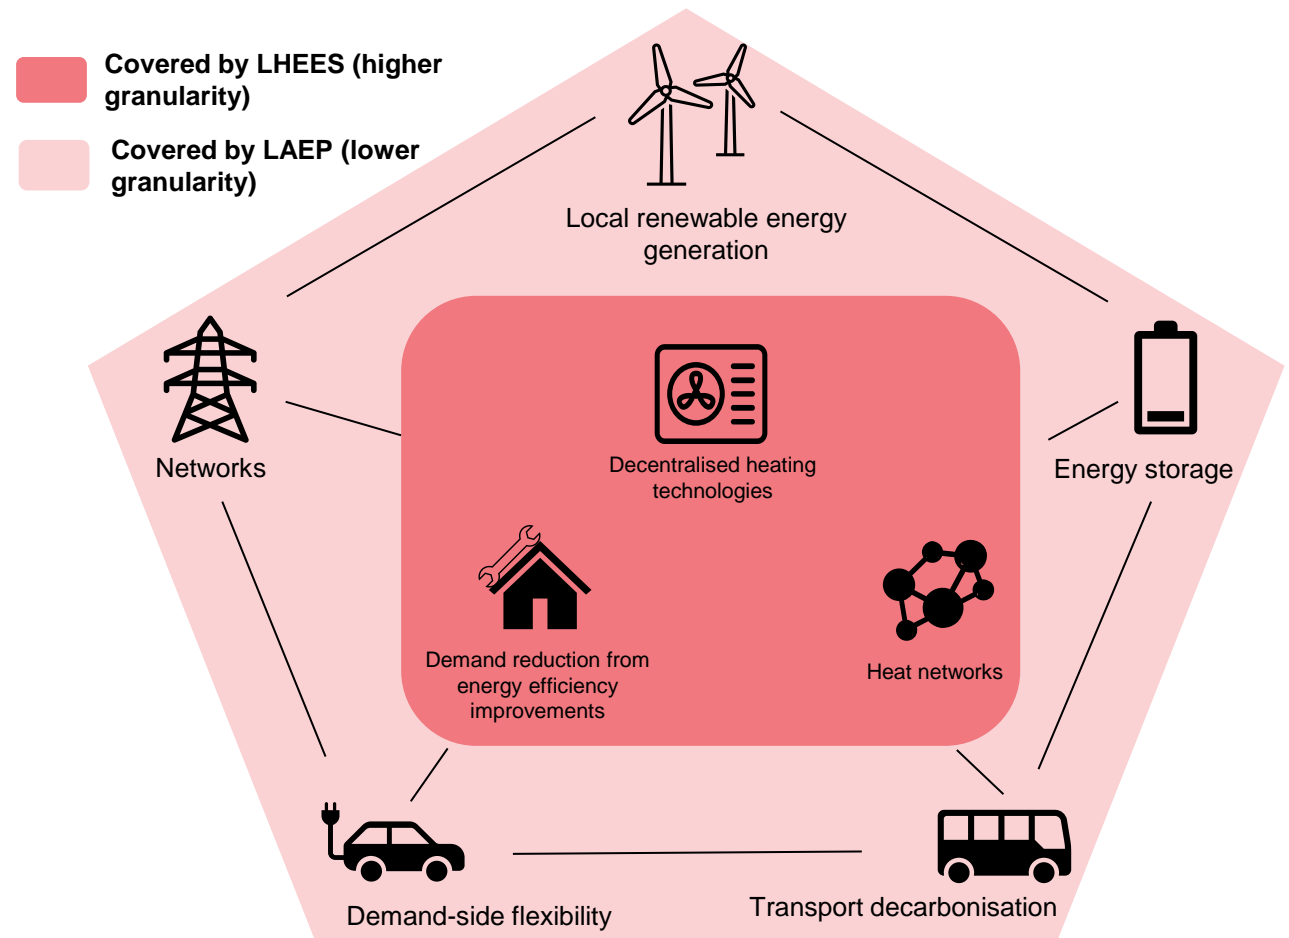 Covered by LHEES (higher
granularity)
Covered by LAEP (lower
granularity)
Local renewable energy
generation
Networks
Energy storage
Decentralised heating
technologies
Demand reduction from
energy efficiency
improvements
Heat networks
Demand-side flexibility
Transport decarbonisation